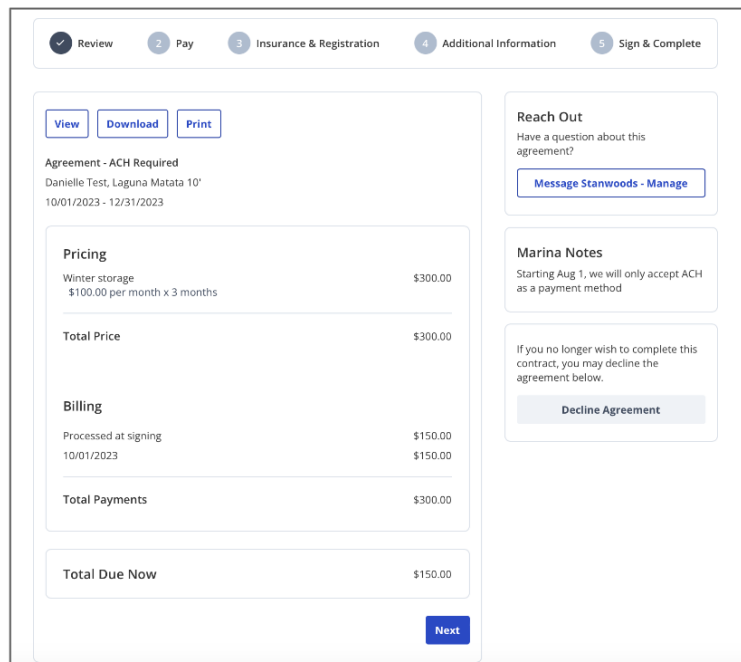 Review
2 Pay
3 Insurance & Registration
4 Additional Information
5 Sign & Complete
View Download Print
Agreement - ACH Required
Danielle Test, Laguna Matata 10'
10/01/2023 - 12/31/2023
Pricing
Winter storage $300.00
$100.00 per month x 3 months
Total Price $300.00
Billing
Processed at signing $150.00
10/01/2023 $150.00
Total Payments $300.00
Total Due Now $150.00
Next
Reach Out
Have a question about this
agreement?
Message Stanwoods - Manage
Marina Notes
Starting Aug 1, we will only accept ACH
as a payment method
If you no longer wish to complete this
contract, you may decline the
agreement below.
Decline Agreement